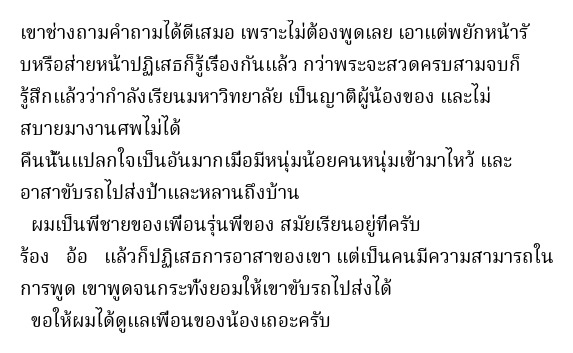 เขาช่างถามคำถามได้ดีเสมอ เพราะไม่ต้องพูดเลย เอาแต่พยักหน้ารั
บหรือส่ายหน้าปฏิเสธก็รู้เรื่องกันแล้ว กว่าพระจะสวดครบสามจบก็
รู้สึกแล้วว่ากำลังเรียนมหาวิทยาลัย เป็นญาติผู้น้องของ และไม่
สบายมางานศพไม่ได้
คืนนั้นแปลกใจเป็นอันมากเมื่อมีหนุ่มน้อยคนหนุ่มเข้ามาไหว้ และ
อาสาขับรถไปส่งป้าและหลานถึงบ้าน
ผมเป็นพี่ชายของเพื่อนรุ่นพี่ของ สมัยเรียนอยู่ที่ครับ
ร้อง อ้อ แล้วก็ปฏิเสธการอาสาของเขา แต่เป็นคนมีความสามารถใน
การพูด เขาพูดจนกระทั่งยอมให้เขาขับรถไปส่งได้
ขอให้ผมได้ดูแลเพื่อนของน้องเถอะครับ